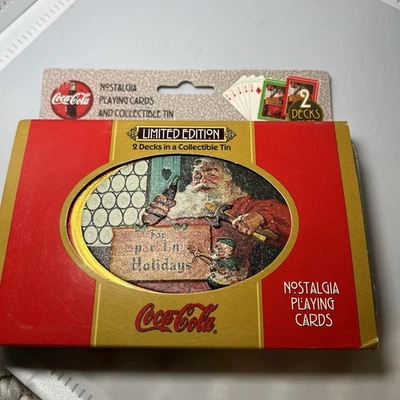 Coca-Cola
NOSTALGIA
PLAYING CARDS
AND COLLECTIBLE TIN
2
DECKS
LIMITED EDITION
2 Decks in a Collectible Tin
For
Holidays
Coca-Cola
NOSTALGIA
PLAYING
CARDS